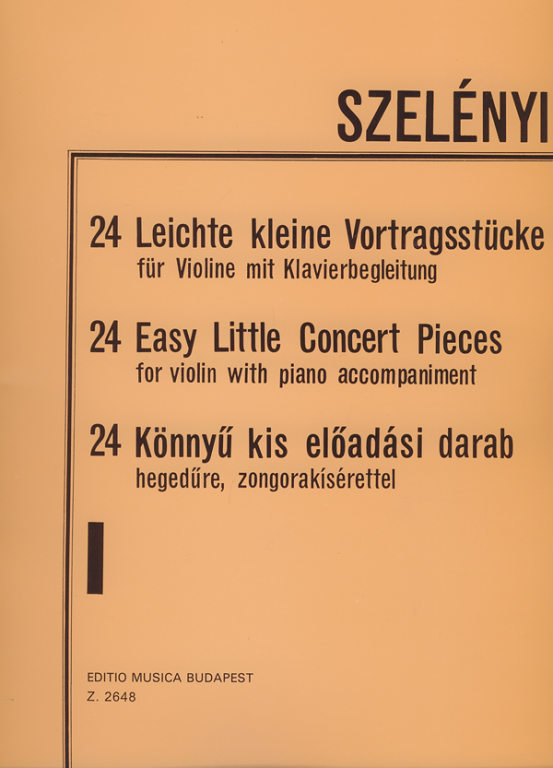 SZELÉNYI
24 Leichte kleine Vortragsstücke
für Violine mit Klavierbegleitung
24 Easy Little Concert Pieces
for violin with piano accompaniment
24 Könnyű kis előadási darab
hegedűre, zongorakísérettel
I
EDITIO MUSICA BUDAPEST
Z. 2648